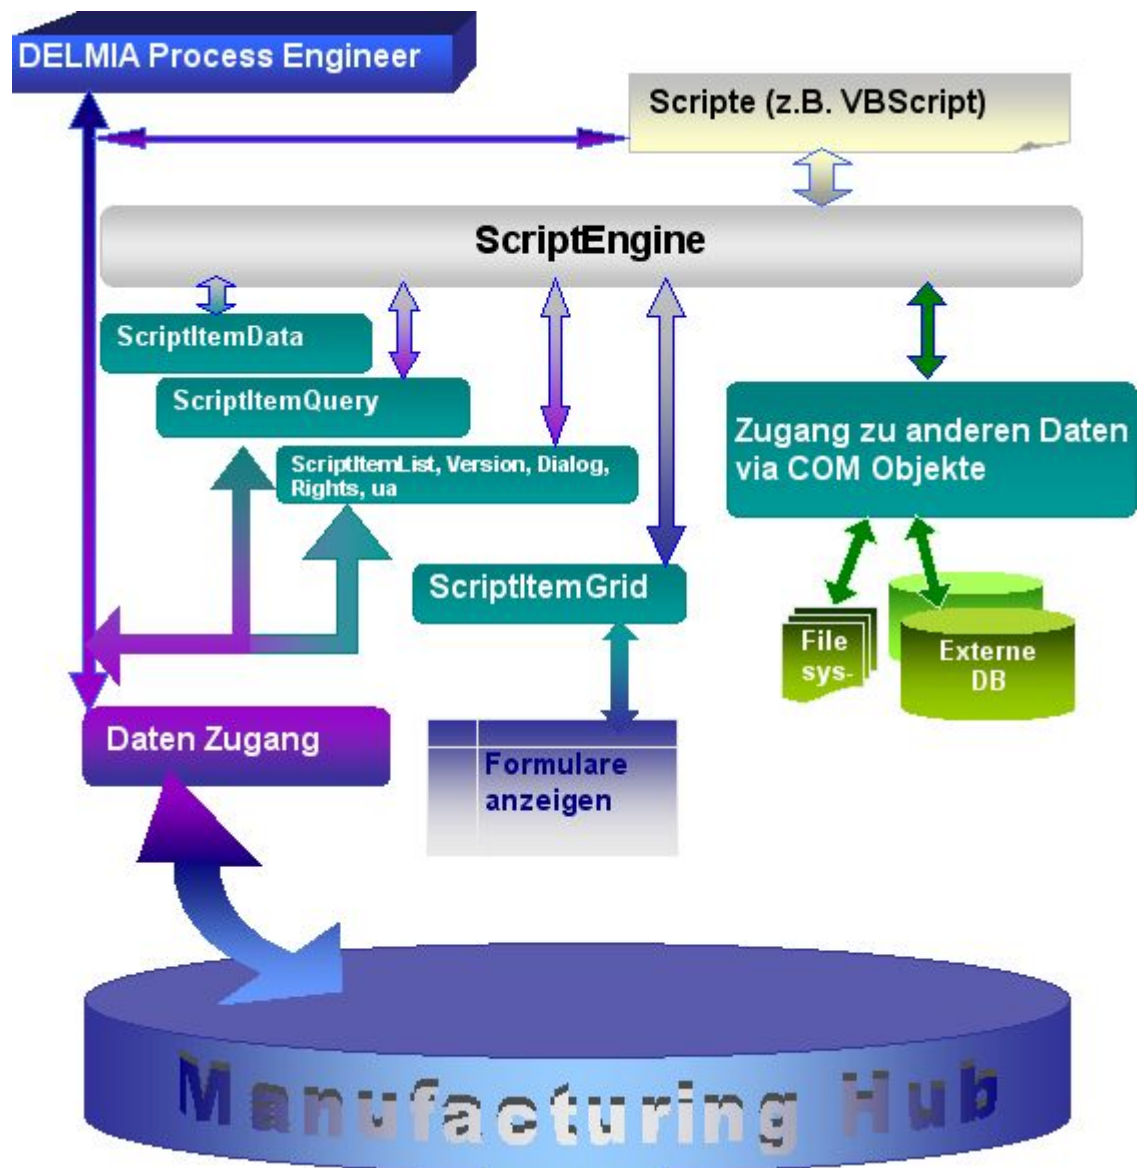 DELMIA Process Engineer
Scripte (z.B. VBScript)
ScriptEngine
ScriptItemData
ScriptItemQuery
ScriptItemList, Version, Dialog,
Rights, ua
Zugang zu anderen Daten
via COM Objekte
ScriptItemGrid
File
sys-
Externe
DB
Daten Zugang
Formulare
anzeigen
Manufacturing Hub